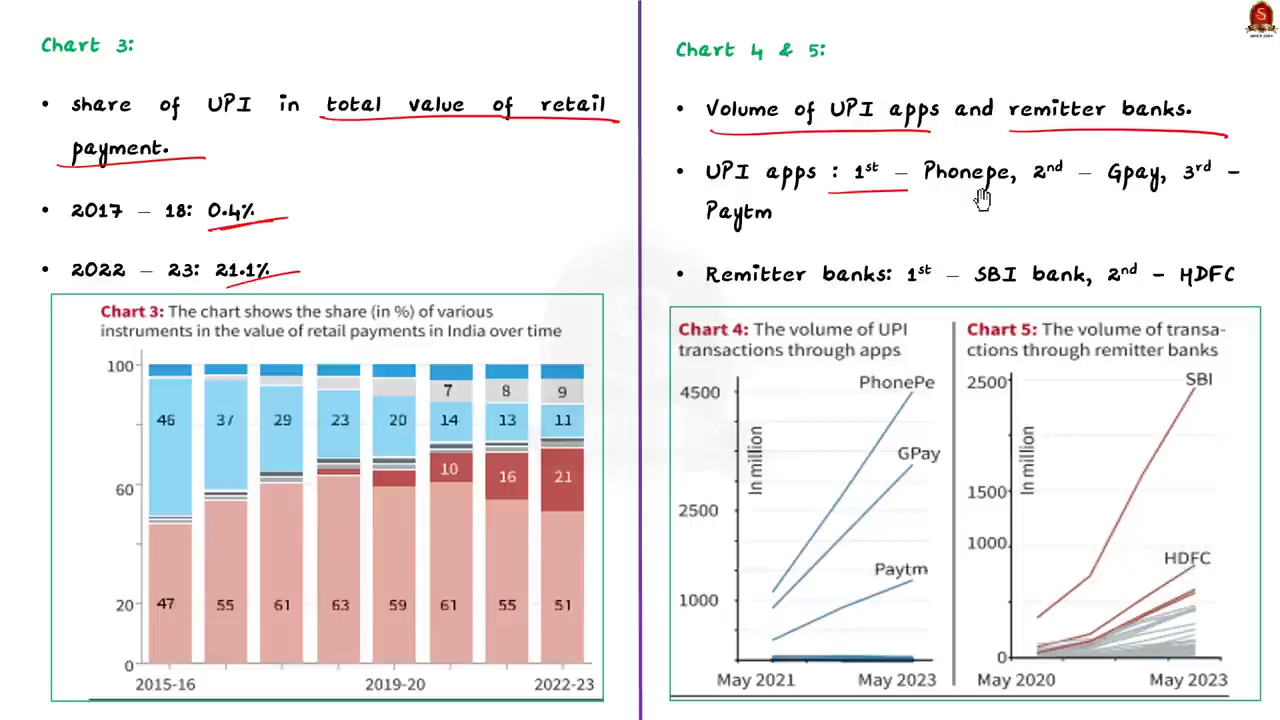 Chart 3:
• share of UPI in total value of retail
payment.
• 2017 – 18: 0.4%
• 2022 – 23: 21.1%
Chart 3: The chart shows the share (in %) of various
instruments in the value of retail payments in India over time
100
60
20
0
46 37 29 23 20 14 13 11
7 8 9
10 16 21
47 55 61 63 59 61 55 51
2015-16 2019-20 2022-23
Chart 4 & 5:
• Volume of UPI apps and remitter banks.
• UPI apps : 1st – Phonepe, 2nd – Gpay, 3rd -
Paytm
• Remitter banks: 1st – SBI bank, 2nd - HDFC
Chart 4: The volume of UPI
transactions through apps
4500
2500
1000
0
In million
PhonePe
GPay
Paytm
May 2021 May 2023
Chart 5: The volume of transa-
ctions through remitter banks
2500
1500
1000
0
In million
SBI
HDFC
May 2020 May 2023